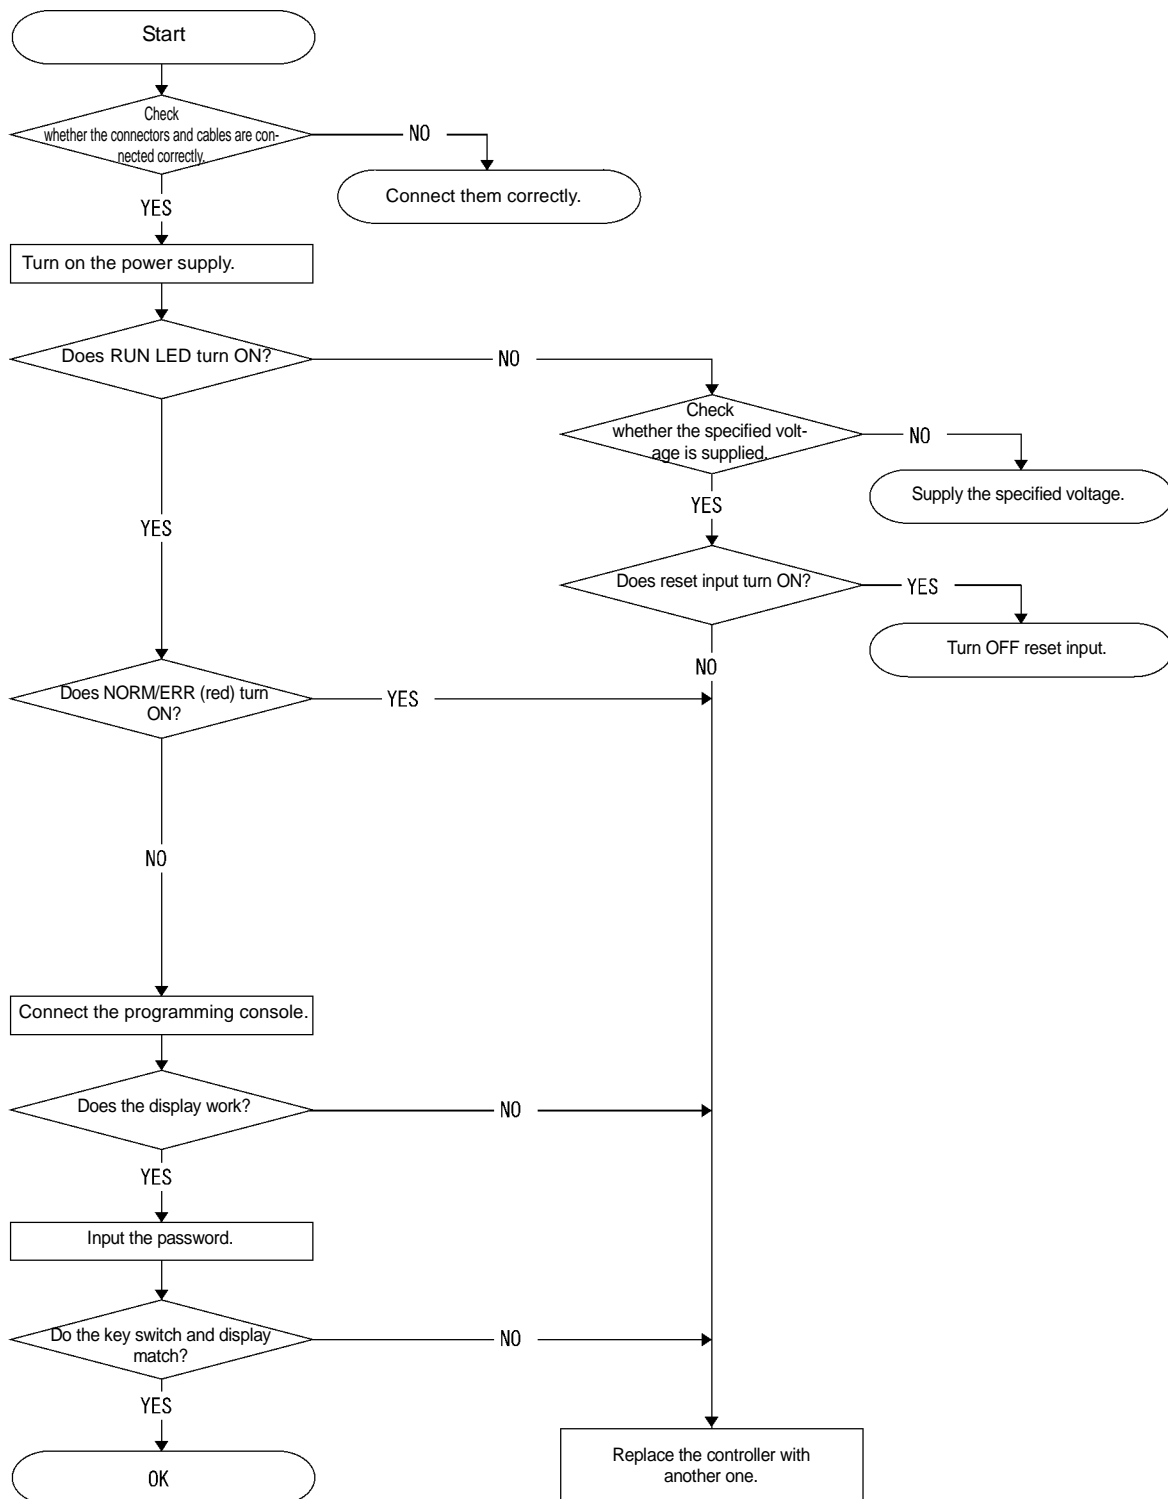 Start
Check
whether the connectors and cables are con-
nected correctly.
NO
Connect them correctly.
YES
Turn on the power supply.
Does RUN LED turn ON?
NO
Check
whether the specified volt-
age is supplied.
NO
Supply the specified voltage.
YES
YES
Does reset input turn ON?
YES
Turn OFF reset input.
NO
Does NORM/ERR (red) turn
ON?
YES
NO
Connect the programming console.
Does the display work?
NO
YES
Input the password.
Do the key switch and display
match?
NO
YES
Replace the controller with
another one.
OK